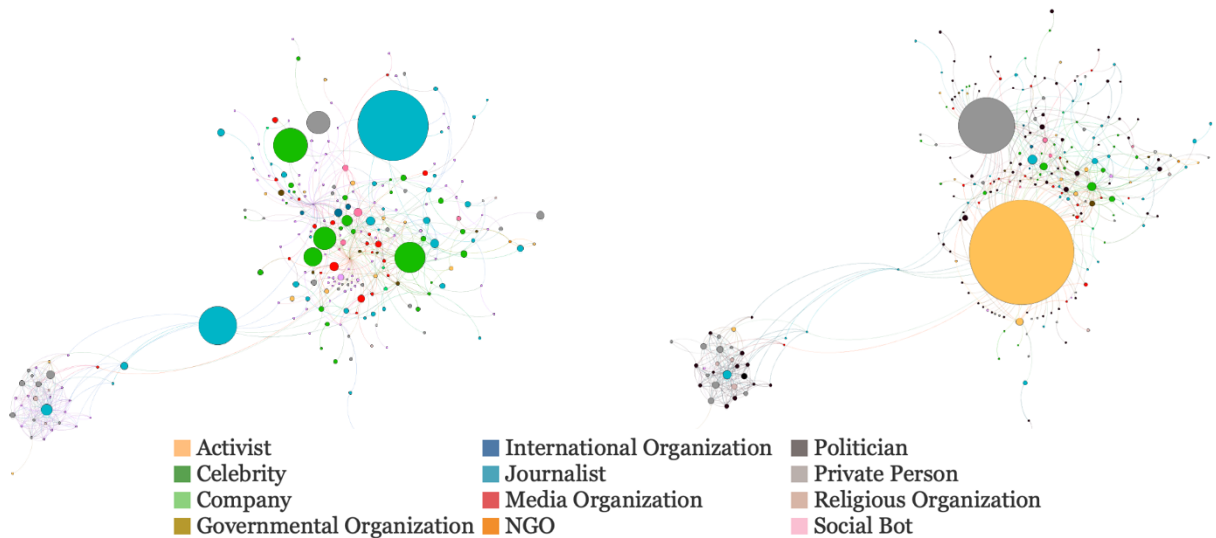 Activist
Celebrity
Company
Governmental Organization
International Organization
Journalist
Media Organization
NGO
Politician
Private Person
Religious Organization
Social Bot